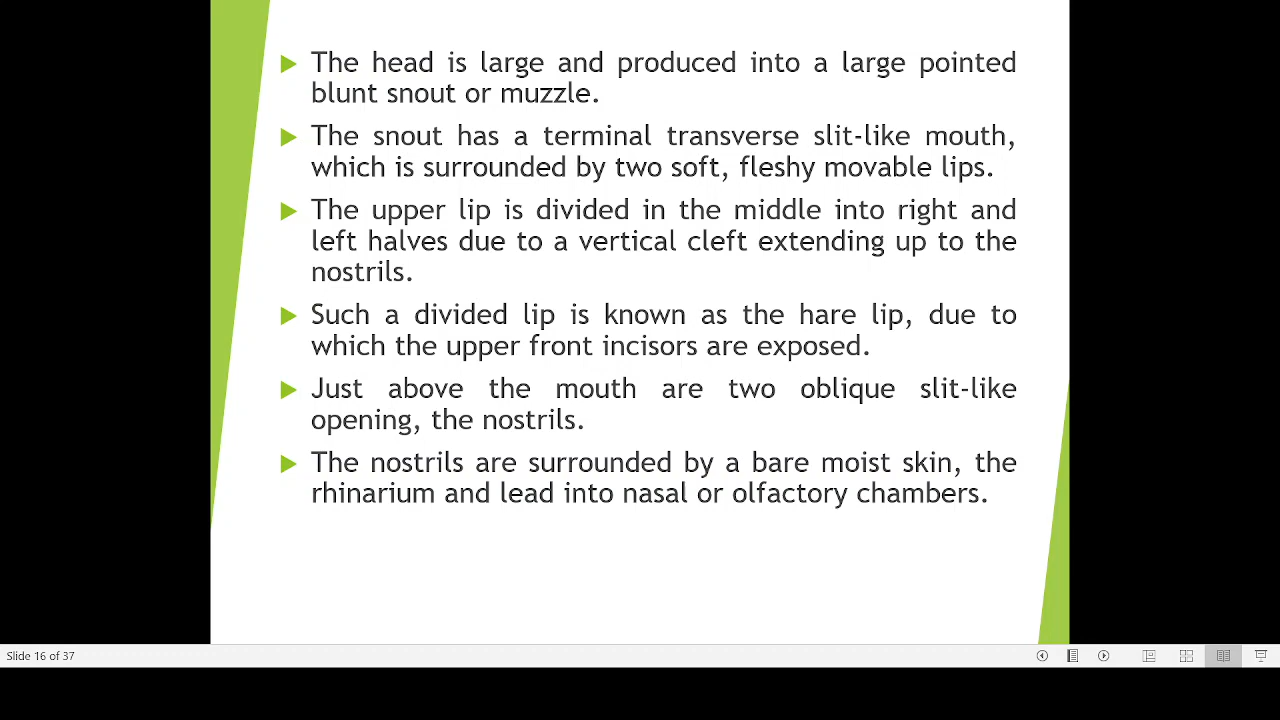 The head is large and produced into a large pointed
blunt snout or muzzle.
The snout has a terminal transverse slit-like mouth,
which is surrounded by two soft, fleshy movable lips.
The upper lip is divided in the middle into right and
left halves due to a vertical cleft extending up to the
nostrils.
Such a divided lip is known as the hare lip, due to
which the upper front incisors are exposed.
Just above the mouth are two oblique slit-like
opening, the nostrils.
The nostrils are surrounded by a bare moist skin, the
rhinarium and lead into nasal or olfactory chambers.
Slide 16 of 37